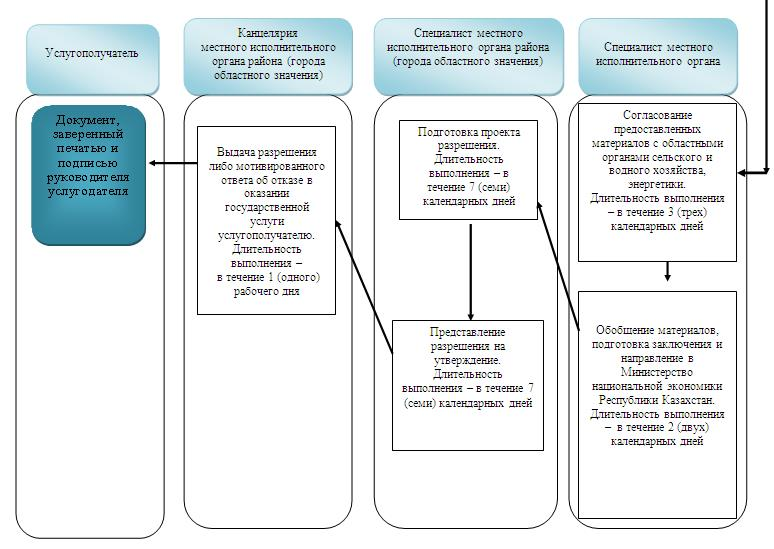 Услугополучатель
Канцелярия
местного исполнительного
органа района (города
областного значения)
Специалист местного
исполнительного органа района
(города областного значения)
Специалист местного
исполнительного органа
Документ,
заверенный
печатью и
подписью
руководителя
услугодателя
Выдача разрешения
либо мотивированного
ответа об отказе в
оказании
государственной
услуги
услугополучателю.
Длительность
выполнения –
в течение 1 (одного)
рабочего дня
Подготовка проекта
разрешения.
Длительность
выполнения – в
течение 7 (семи)
календарных дней
Представление
разрешения на
утверждение.
Длительность
выполнения – в течение 7
(семи) календарных дней
Согласование
предоставленных
материалов с областными
органами сельского и
водного хозяйства,
энергетики.
Длительность выполнения
– в течение 3 (трех)
календарных дней
Обобщение материалов,
подготовка заключения и
направление в
Министерство
национальной экономики
Республики Казахстан.
Длительность выполнения
– в течение 2 (двух)
календарных дней